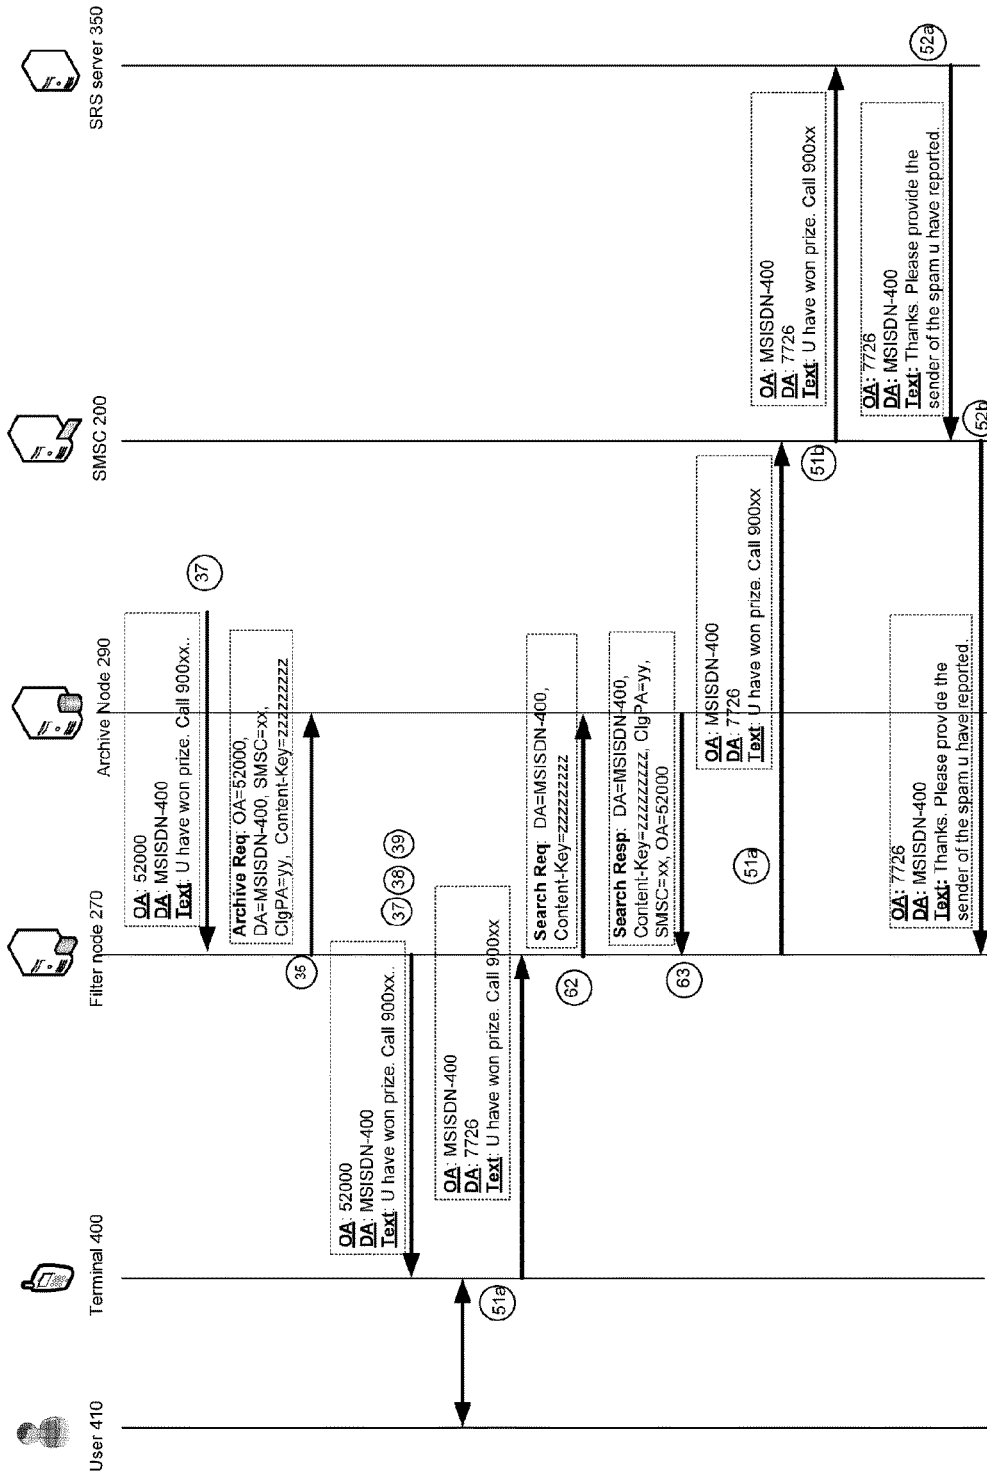 User 410
Terminal 400
Filter node 270
Archive Node 290
SMSC 200
SRS server 350
OA: 52000
DA: MSISDN-400
Text: U have won prize. Call 900xx..
37
Archive Req: OA=52000,
DA=MSISDN-400, SMSC=xx,
ClgPA=yy, Content-Key=zzzzzzzzzz
35
OA: 52000
DA: MSISDN-400
Text: U have won prize. Call 900xx..
37
38
39
OA: MSISDN-400
DA: 7726
Text: U have won prize. Call 900xx
51a
Search Req: DA=MSISDN-400,
Content-Key=zzzzzzzzzz
62
Search Resp: DA=MSISDN-400,
Content-Key=zzzzzzzzzz, ClgPA=yy,
SMSC=xx, OA=52000
63
OA: MSISDN-400
DA: 7726
Text: U have won prize. Call 900xx
51a
OA: MSISDN-400
DA: 7726
Text: U have won prize. Call 900xx
51b
OA: 7726
DA: MSISDN-400
Text: Thanks. Please provide the
sender of the spam u have reported.
52a
OA: 7726
DA: MSISDN-400
Text: Thanks. Please provide the
sender of the spam u have reported.
52b